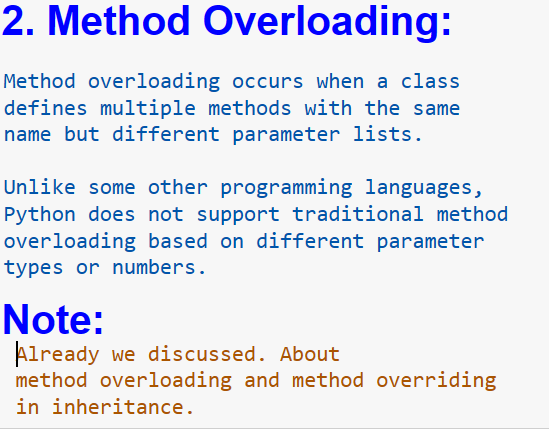 2. Method Overloading:
Method overloading occurs when a class
defines multiple methods with the same
name but different parameter lists.
Unlike some other programming languages,
Python does not support traditional method
overloading based on different parameter
types or numbers.
Note:
Already we discussed. About
method overloading and method overriding
in inheritance.